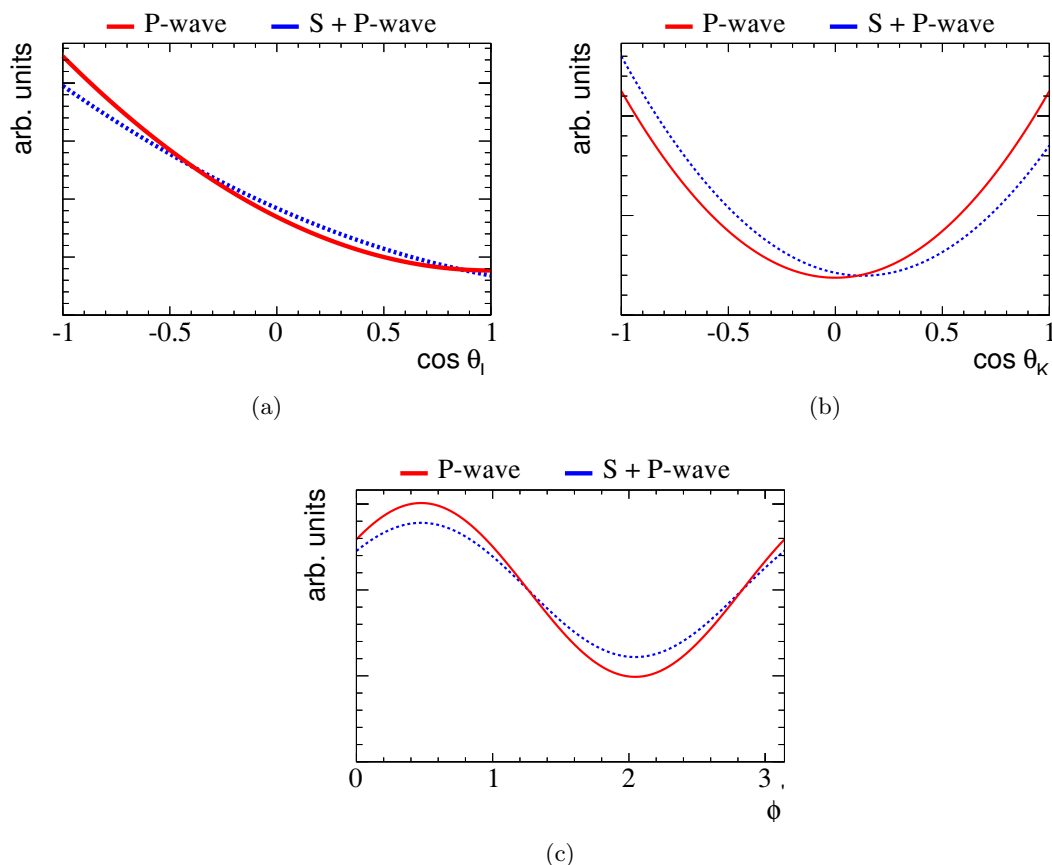 P-wave S + P-wave
arb. units
-1 -0.5 0 0.5 1
cos θl
(a)
P-wave S + P-wave
arb. units
-1 -0.5 0 0.5 1
cos θK
(b)
P-wave S + P-wave
arb. units
0 1 2 3
ϕ'
(c)